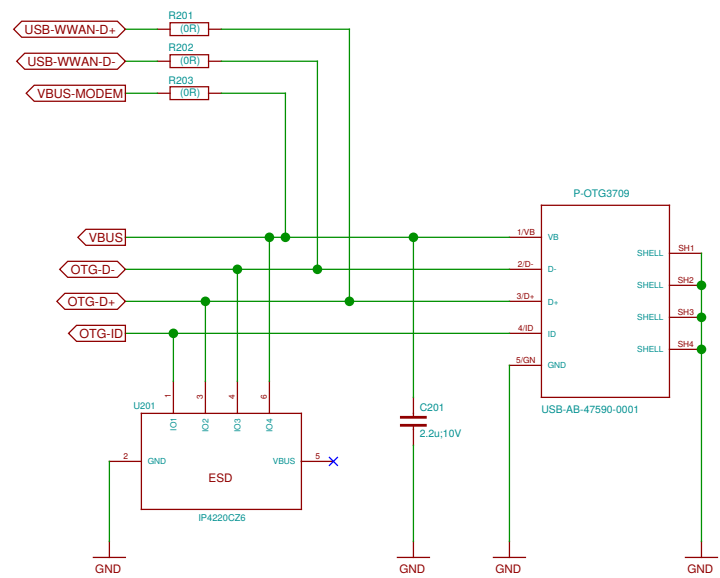 R201
USB-WWAN-D+
(0R)
R202
USB-WWAN-D-
(0R)
R203
VBUS-MODEM
(0R)
P-OTG3709
VBUS
1/VB
VB
SHELL
SH1
OTG-D-
2/D-
D-
SHELL
SH2
OTG-D+
3/D+
D+
SHELL
SH3
OTG-ID
4/ID
ID
SHELL
SH4
5/GN
GND
USB-AB-47590-0001
1
3
4
6
U201
IO1
IO2
IO3
IO4
C201
2.2u;10V
2
GND
VBUS
5
ESD
IP4220CZ6
GND
GND
GND
GND